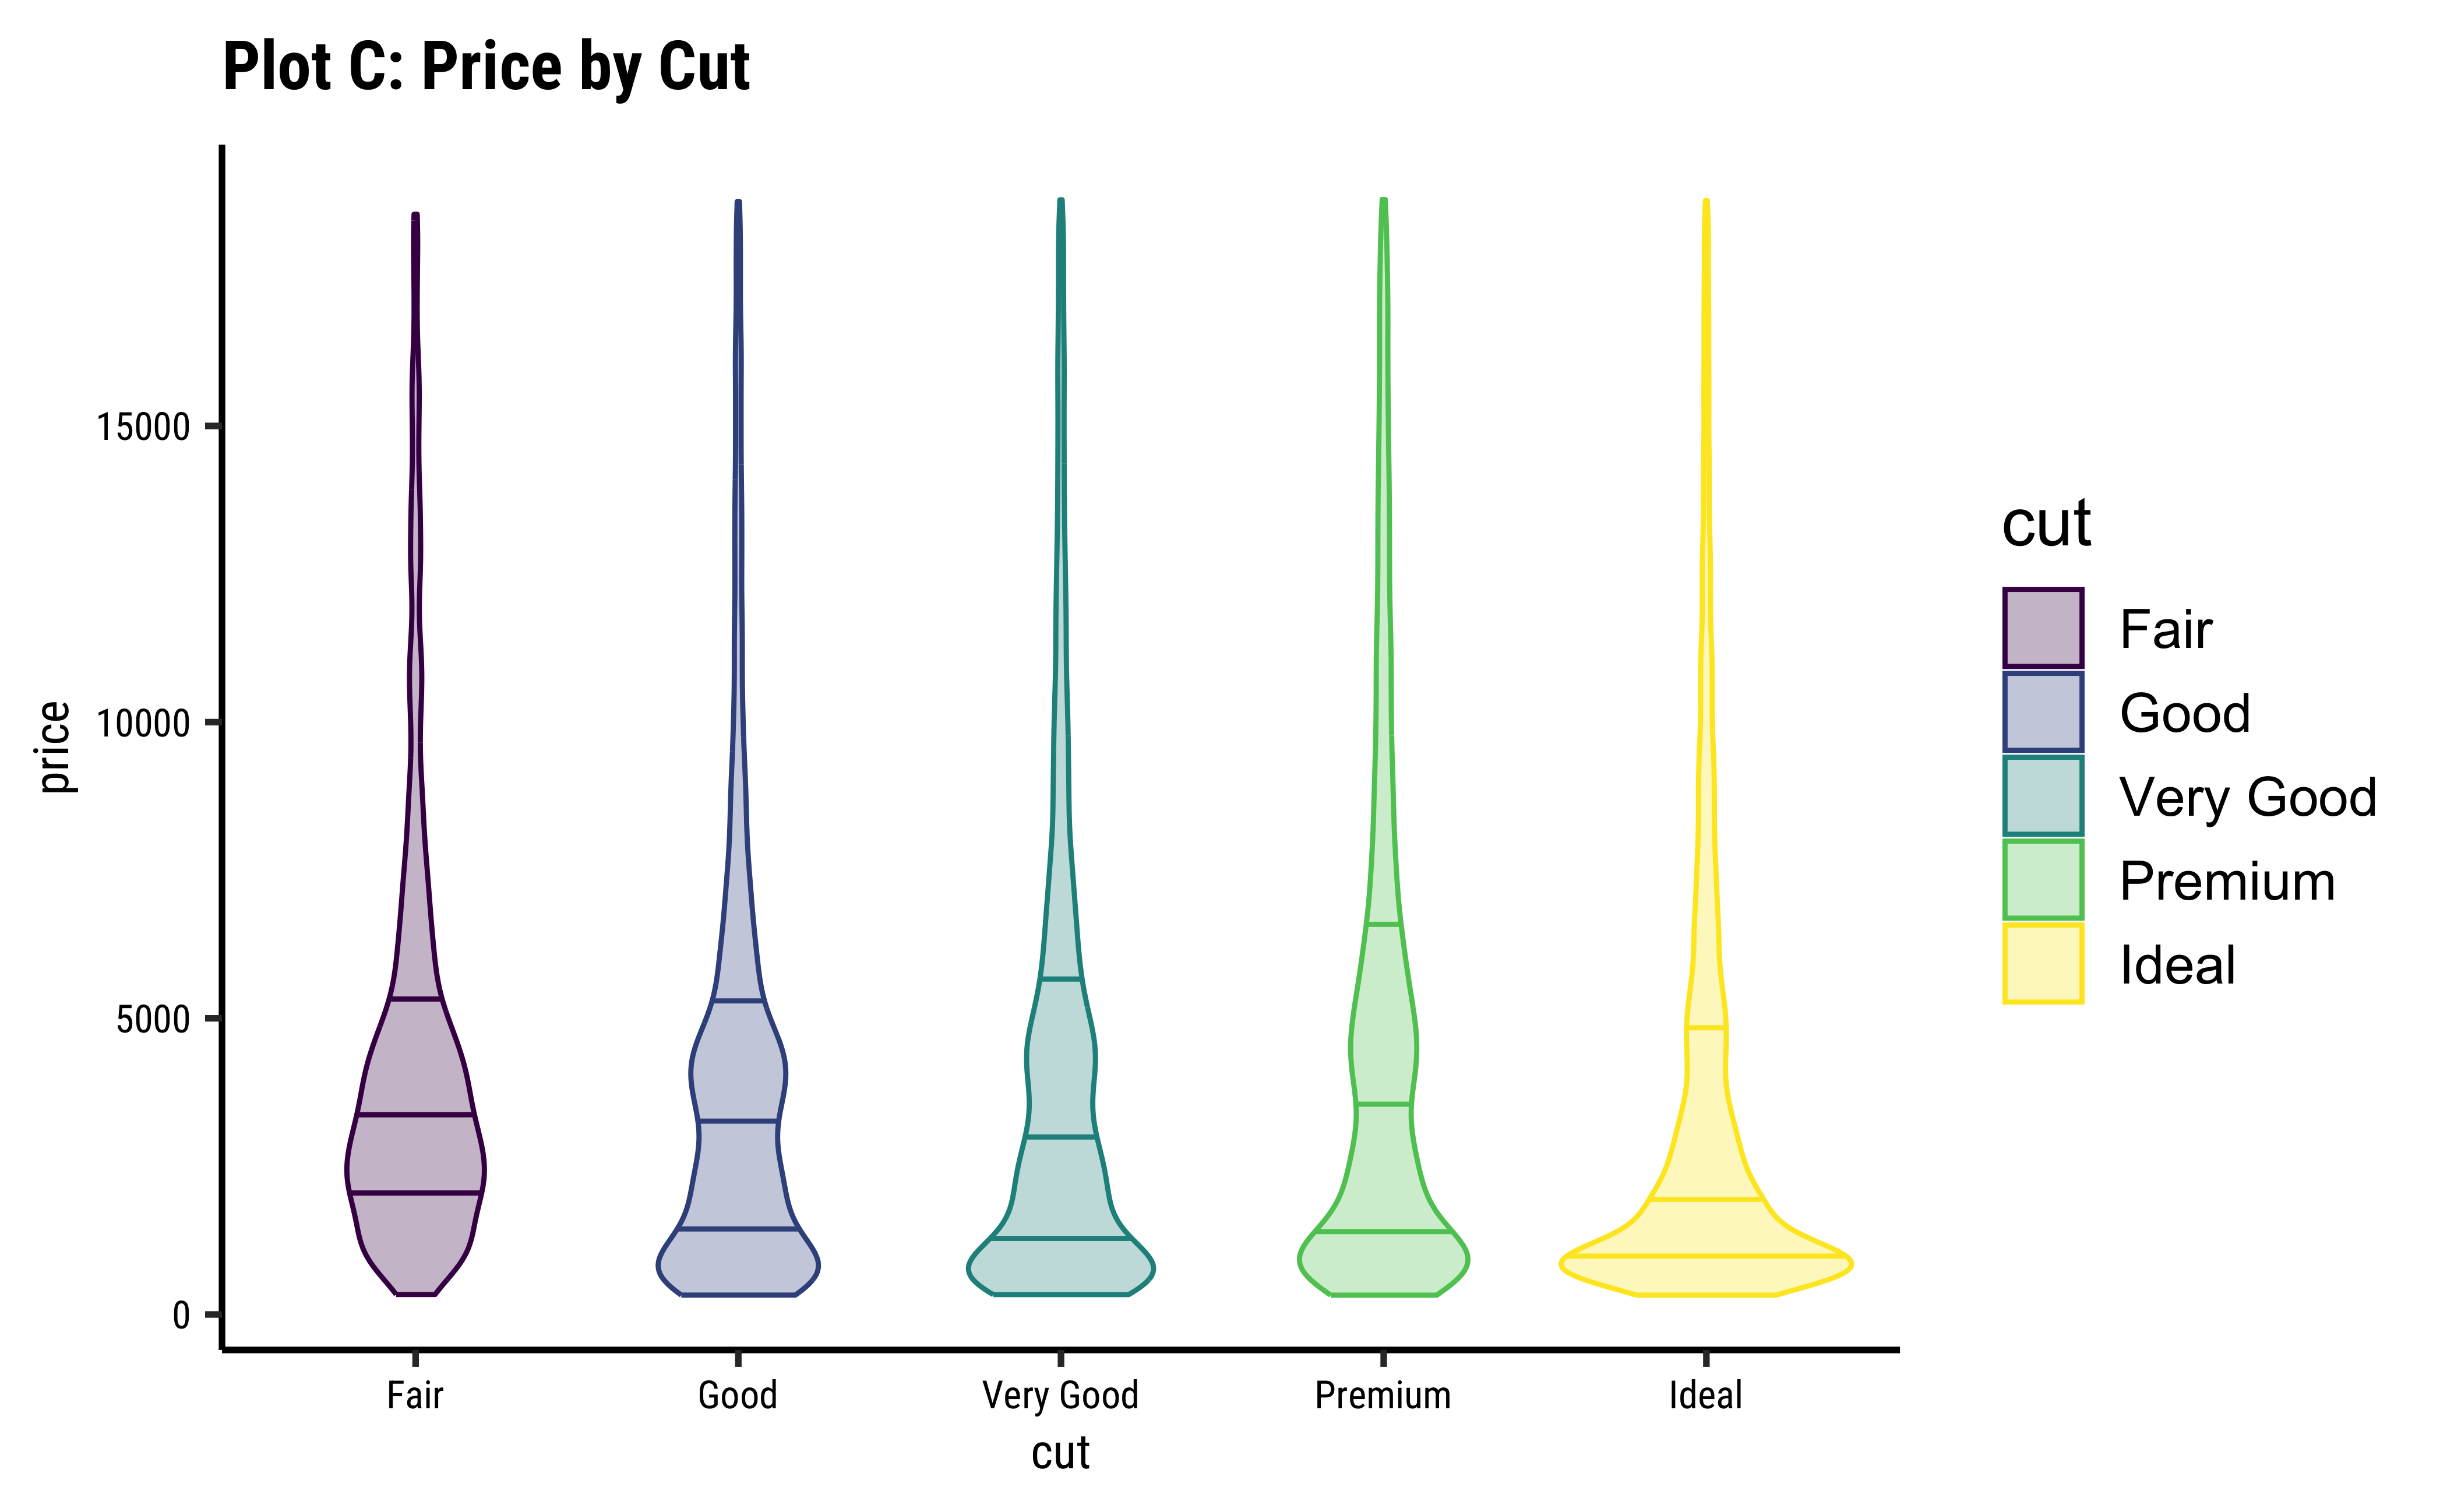 Plot C: Price by Cut
price
15000
10000
5000
0
Fair
Good
Very Good
Premium
Ideal
cut
cut
Fair
Good
Very Good
Premium
Ideal